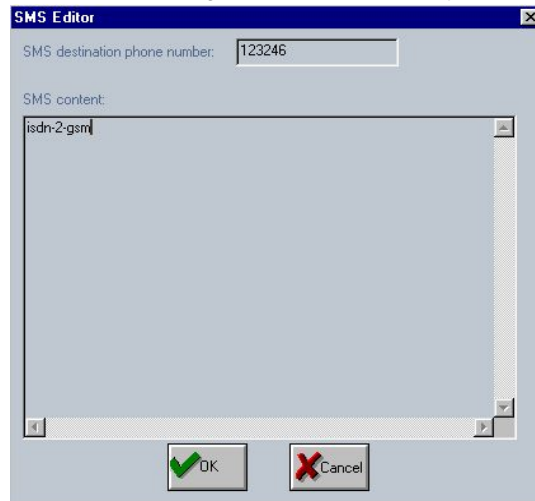 SMS Editor
SMS destination phone number: 123246
SMS content:
isdn-2-gsm
OK Cancel